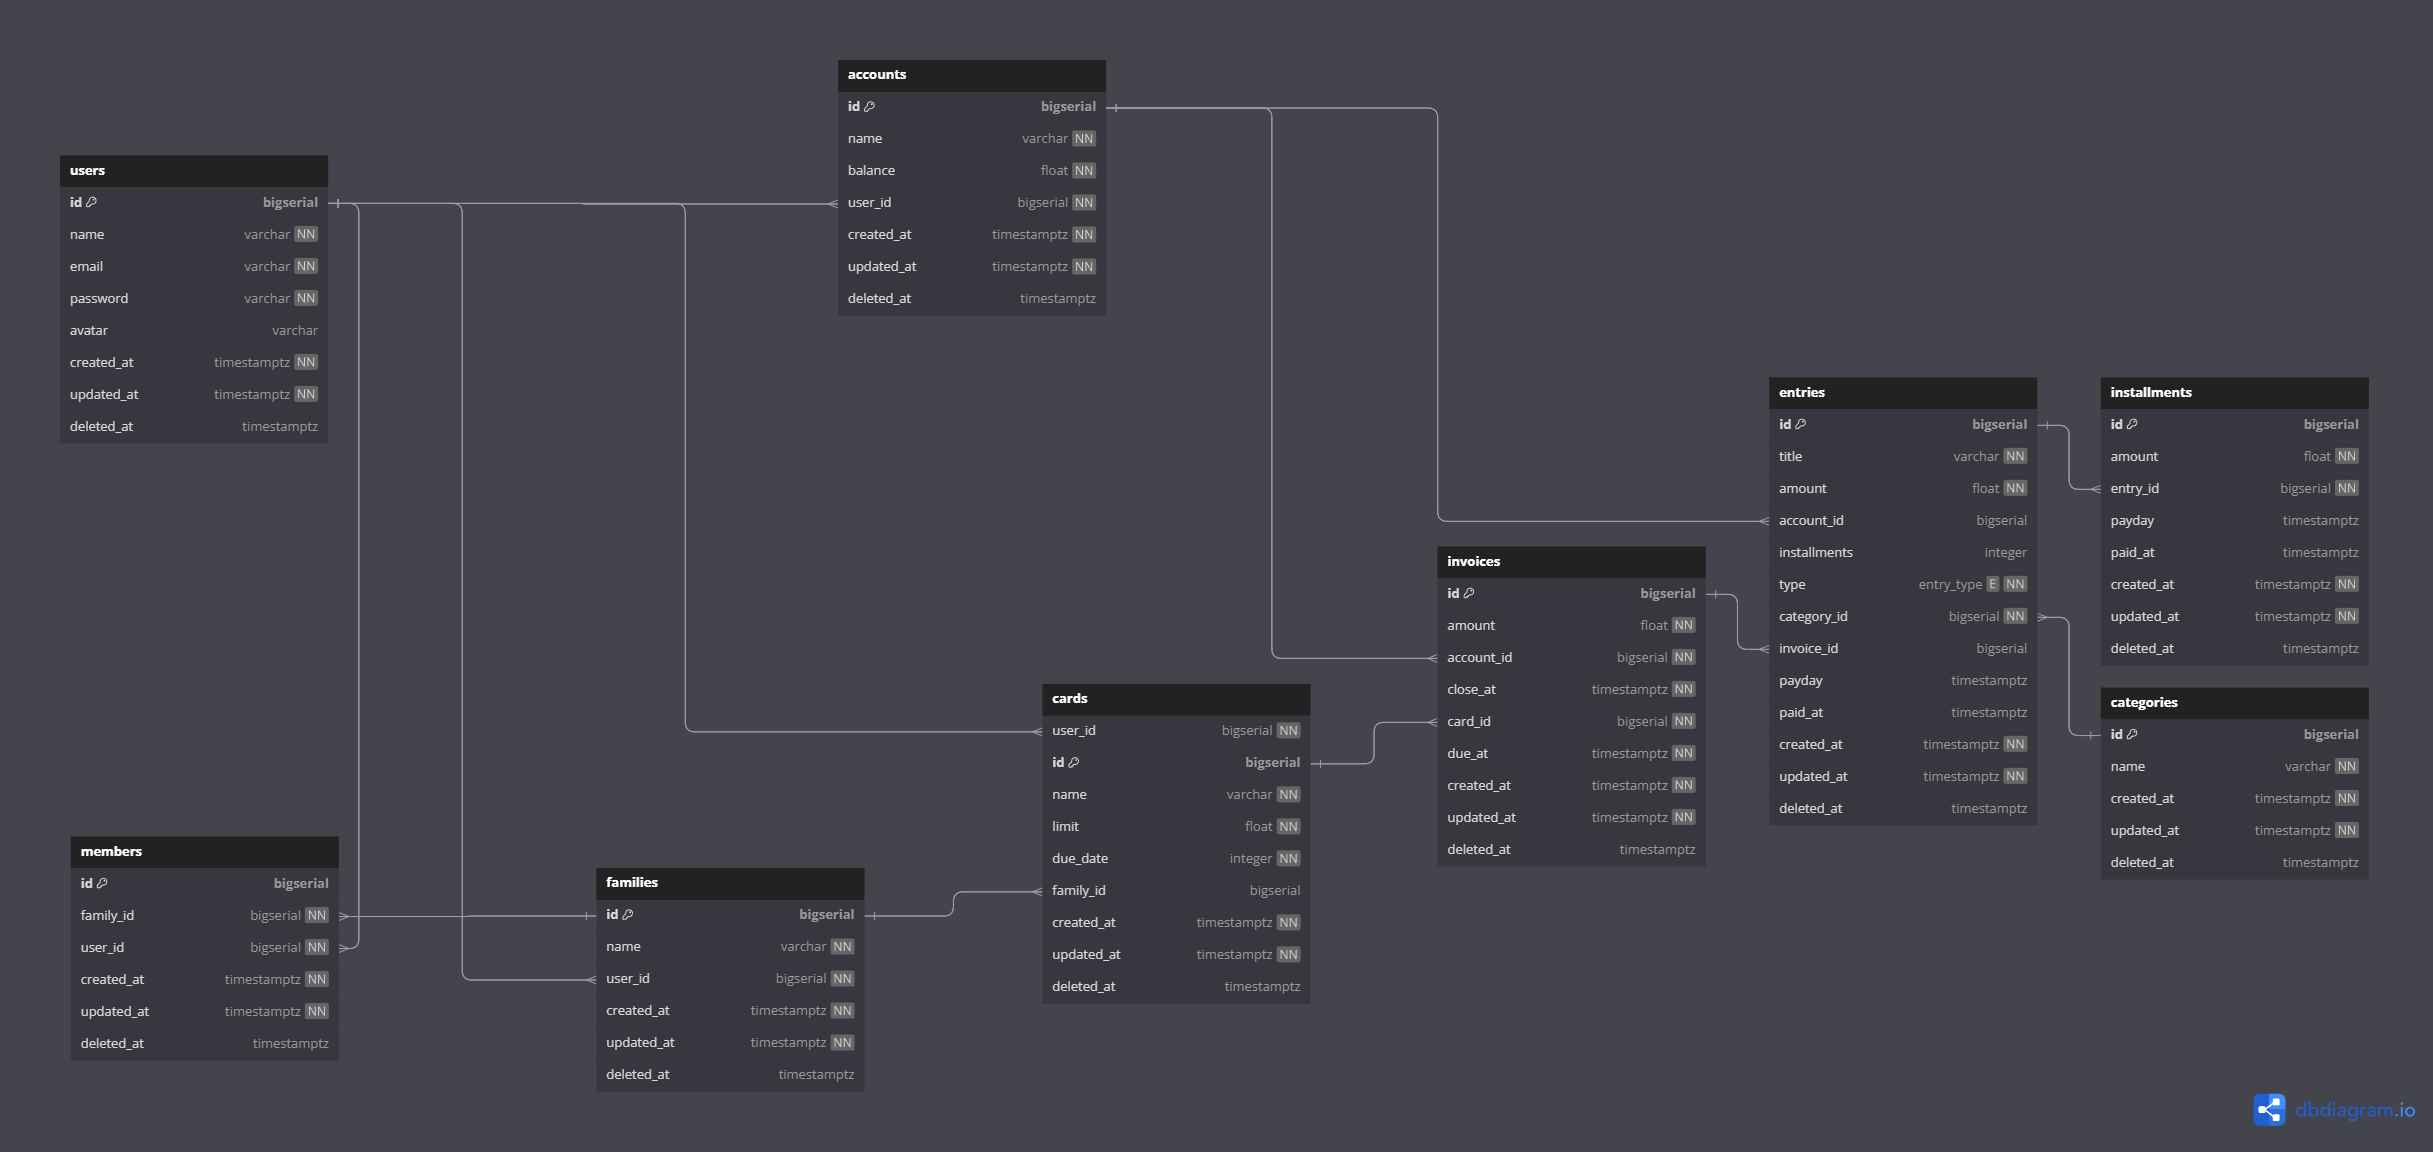 accounts
id bigserial
name varchar NN
balance float NN
user_id bigserial NN
created_at timestamptz NN
updated_at timestamptz NN
deleted_at timestamptz
users
id bigserial
name varchar NN
email varchar NN
password varchar NN
avatar varchar
created_at timestamptz NN
updated_at timestamptz NN
deleted_at timestamptz
entries
id bigserial
title varchar NN
amount float NN
account_id bigserial
installments integer
type entry_type E NN
category_id bigserial NN
invoice_id bigserial
payday timestamptz
paid_at timestamptz
created_at timestamptz NN
updated_at timestamptz NN
deleted_at timestamptz
installments
id bigserial
amount float NN
entry_id bigserial NN
payday timestamptz
paid_at timestamptz
created_at timestamptz NN
updated_at timestamptz NN
deleted_at timestamptz
invoices
id bigserial
amount float NN
account_id bigserial NN
close_at timestamptz NN
card_id bigserial NN
due_at timestamptz NN
created_at timestamptz NN
updated_at timestamptz NN
deleted_at timestamptz
cards
user_id bigserial NN
id bigserial
name varchar NN
limit float NN
due_date integer NN
family_id bigserial
created_at timestamptz NN
updated_at timestamptz NN
deleted_at timestamptz
categories
id bigserial
name varchar NN
created_at timestamptz NN
updated_at timestamptz NN
deleted_at timestamptz
members
id bigserial
family_id bigserial NN
user_id bigserial NN
created_at timestamptz NN
updated_at timestamptz NN
deleted_at timestamptz
families
id bigserial
name varchar NN
user_id bigserial NN
created_at timestamptz NN
updated_at timestamptz NN
deleted_at timestamptz
dbdiagram.io